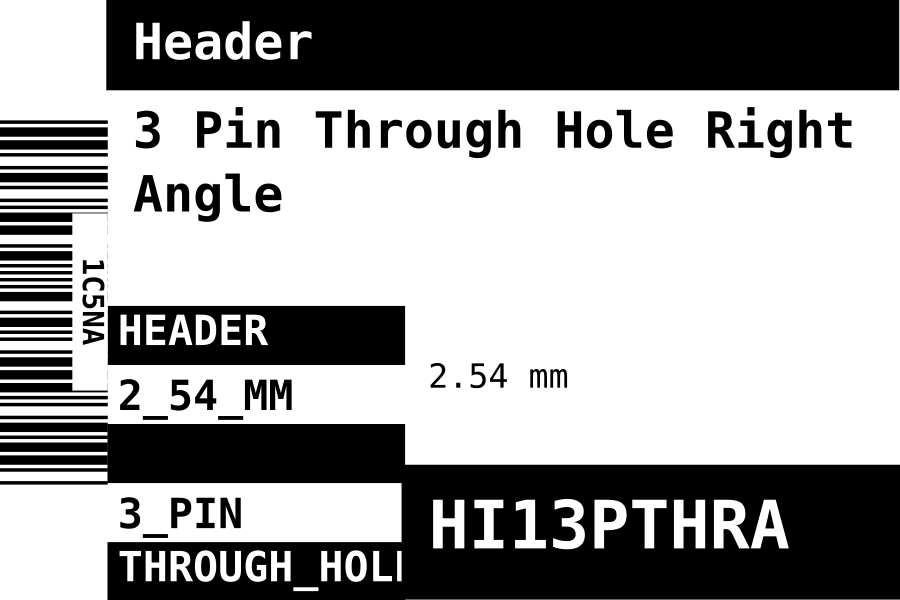 Header
3 Pin Through Hole Right
Angle
1C5NA
HEADER
2_54_MM
2.54 mm
3_PIN
HI13PTHRA